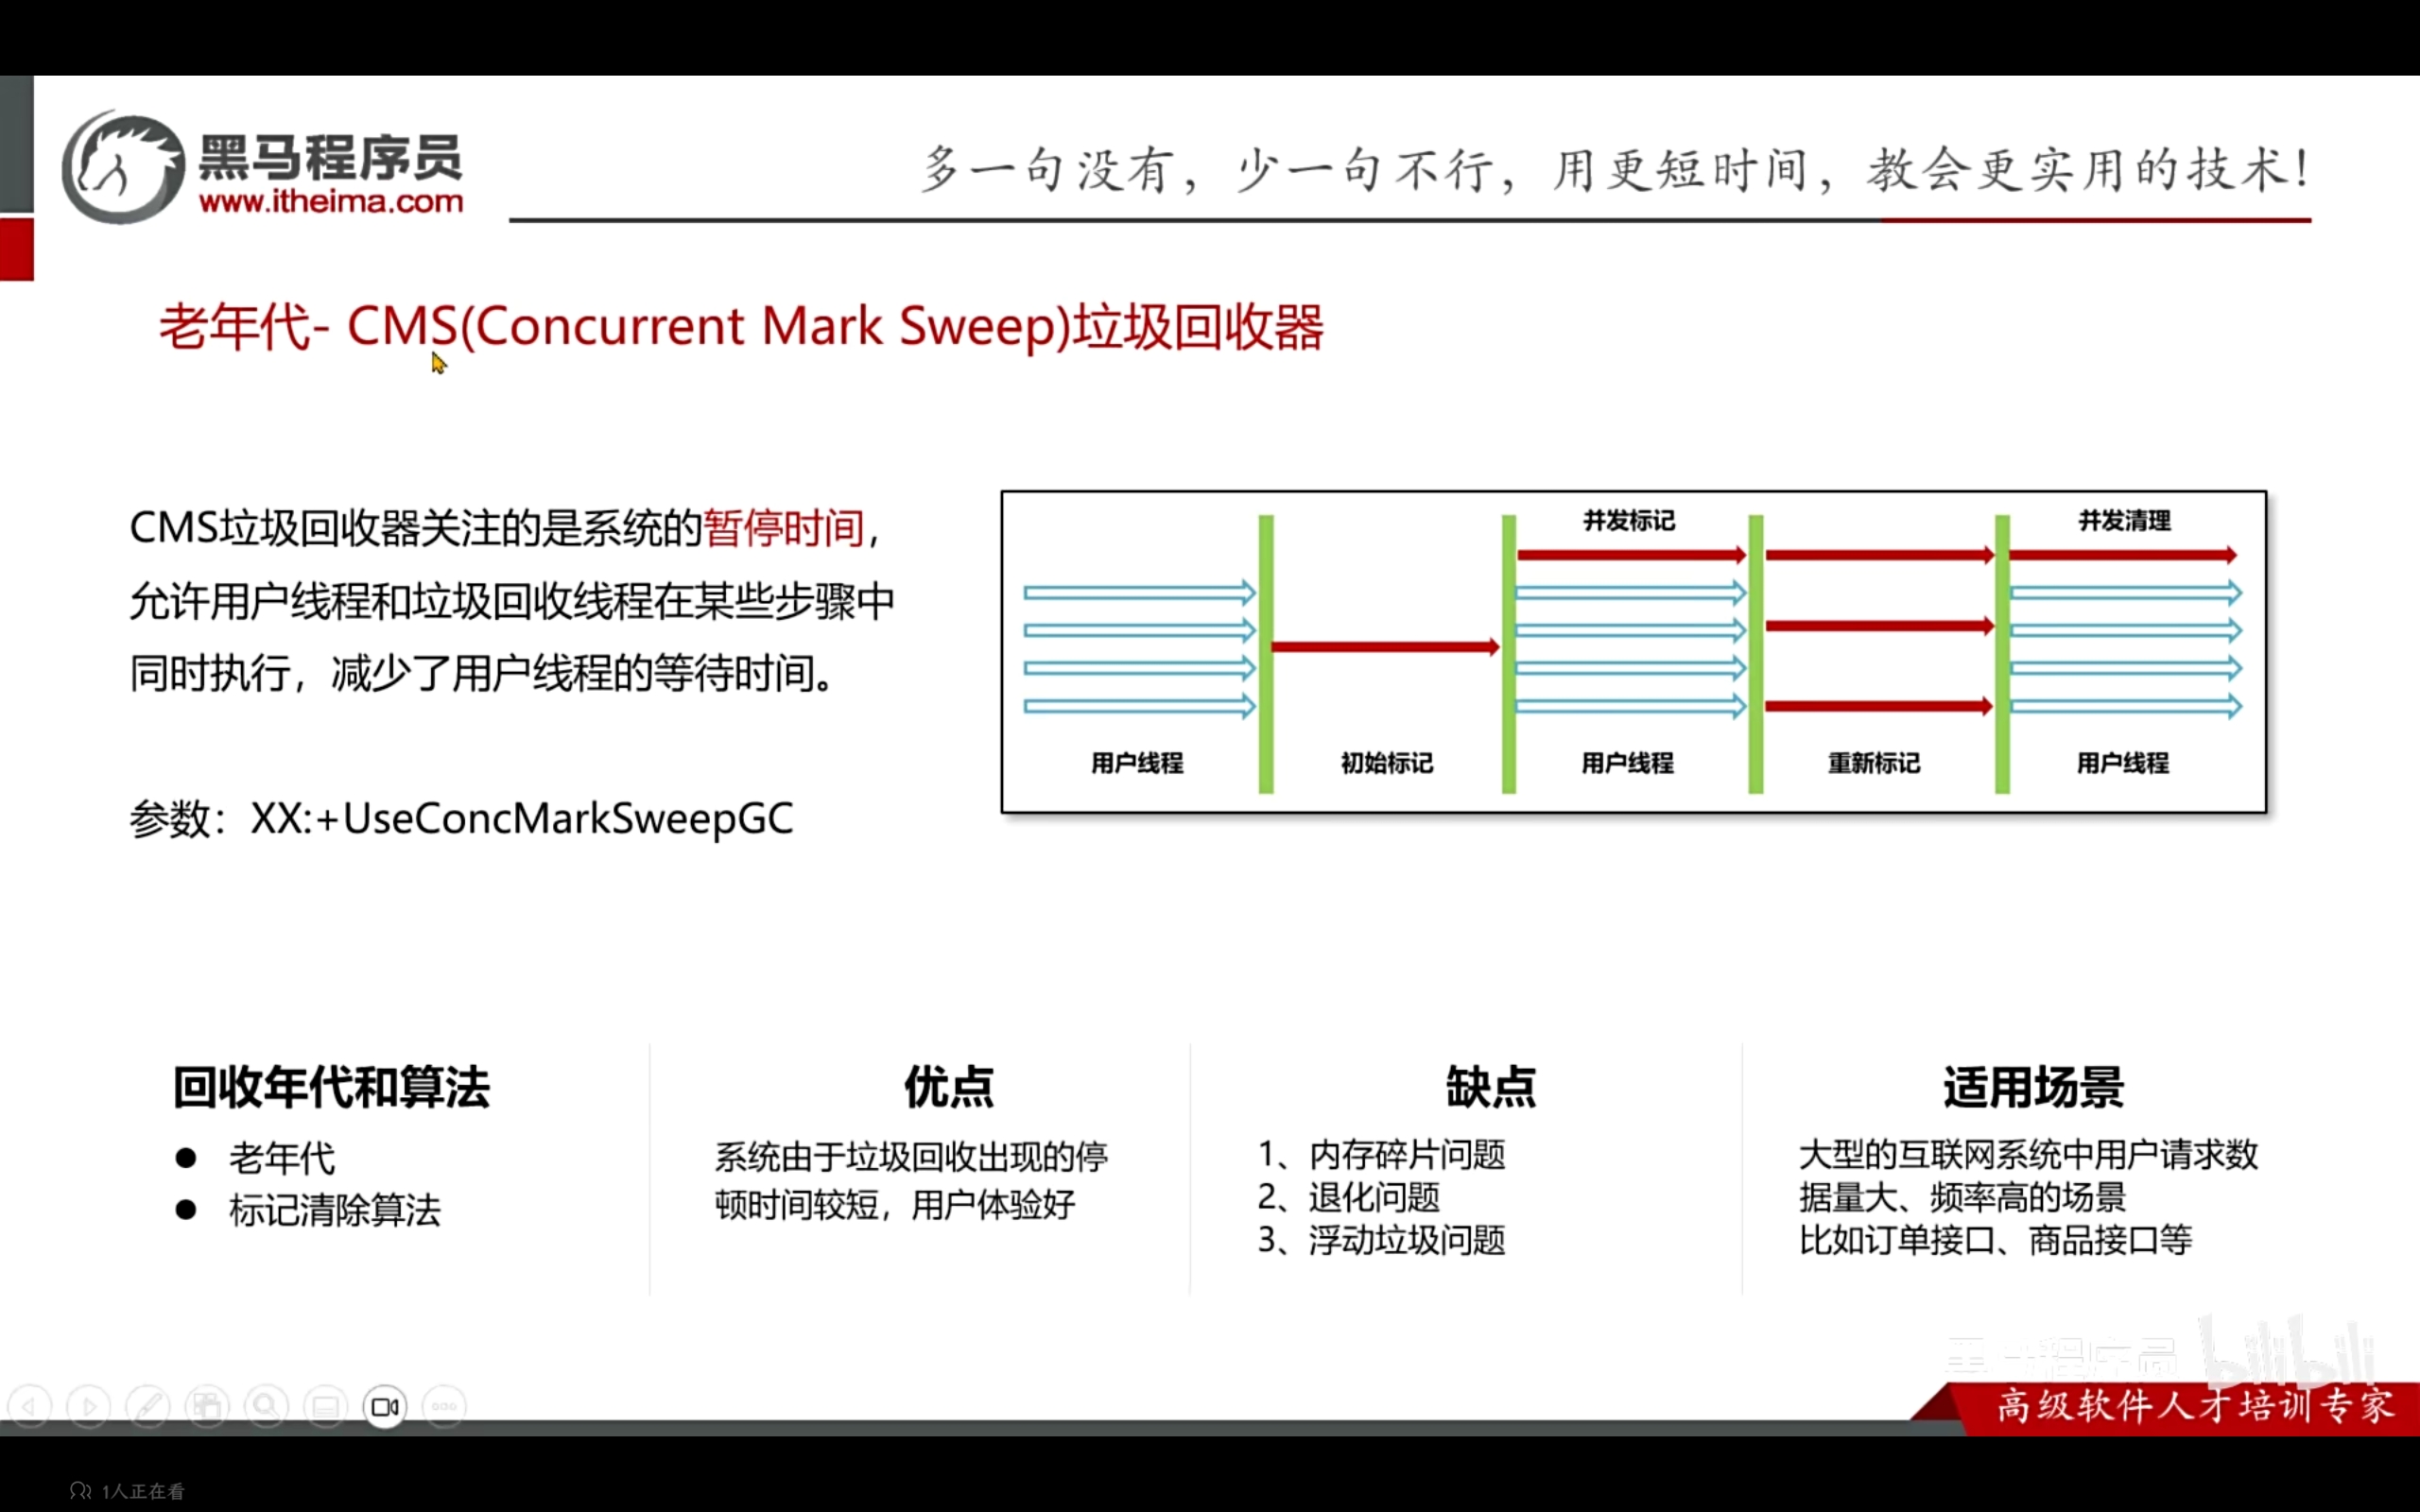 黑马程序员
www.itheima.com
多一句没有，少一句不行，用更短时间，教会更实用的技术！
老年代- CMS(Concurrent Mark Sweep)垃圾回收器
CMS垃圾回收器关注的是系统的暂停时间，
允许用户线程和垃圾回收线程在某些步骤中
同时执行，减少了用户线程的等待时间。
参数：XX:+UseConcMarkSweepGC
并发标记
并发清理
用户线程
初始标记
用户线程
重新标记
用户线程
回收年代和算法
● 老年代
● 标记清除算法
优点
系统由于垃圾回收出现的停
顿时间较短，用户体验好
缺点
1、内存碎片问题
2、退化问题
3、浮动垃圾问题
适用场景
大型的互联网系统中用户请求数
据量大、频率高的场景
比如订单接口、商品接口等
黑马程序员 bilibili
高级软件人才培训专家
1人正在看